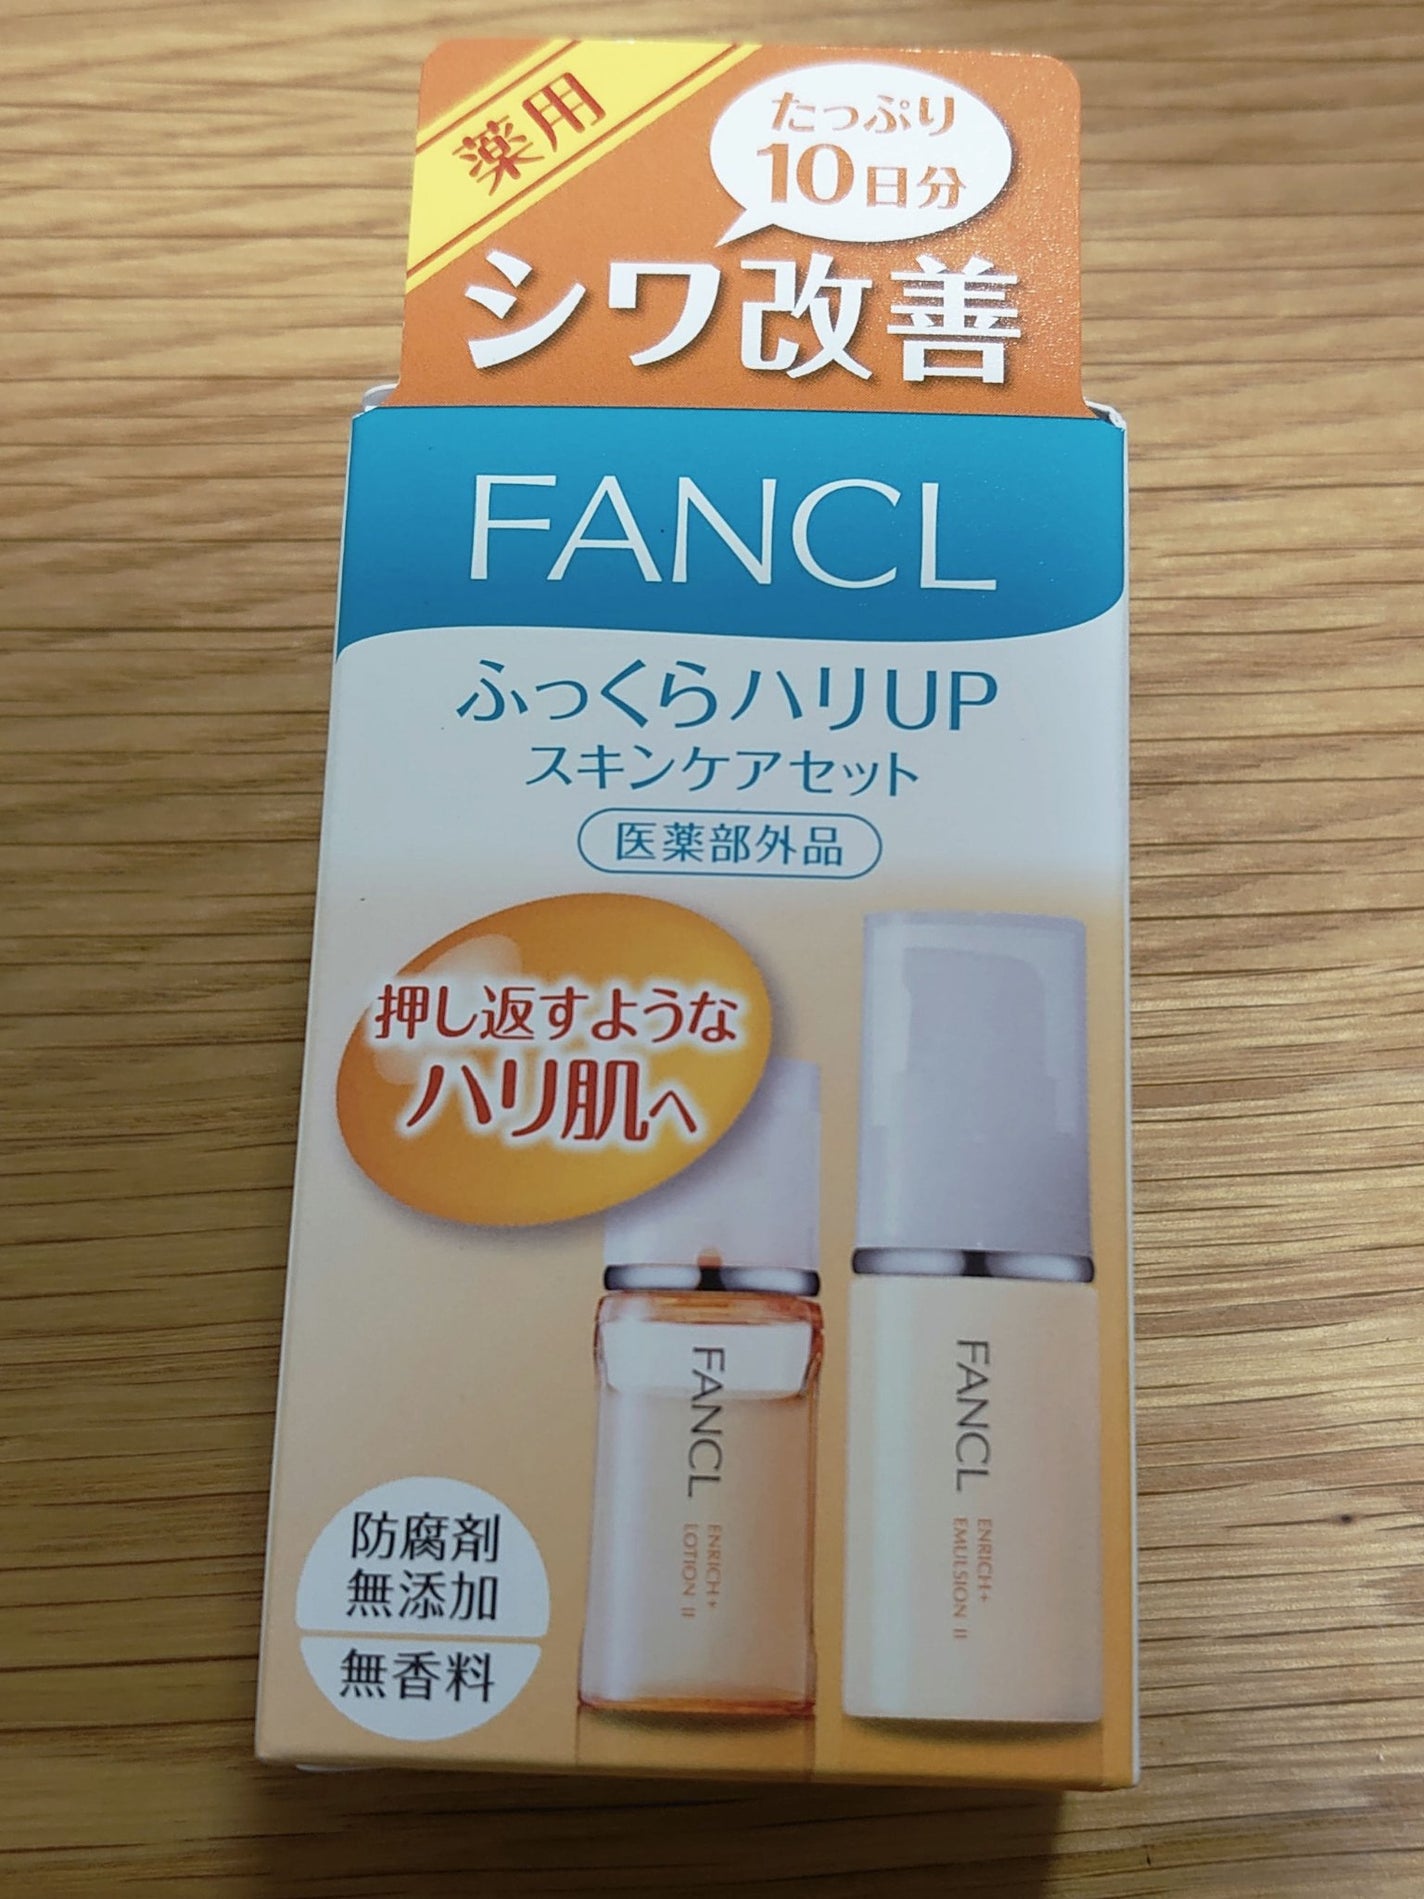 薬用
たっぷり
10日分
シワ改善
FANCL
ふっくらハリUP
スキンケアセット
医薬部外品
押し返すような
ハリ肌へ
FANCL
ENRICH+
LOTION II
FANCL
ENRICH+
EMULSION II
防腐剤
無添加
無香料